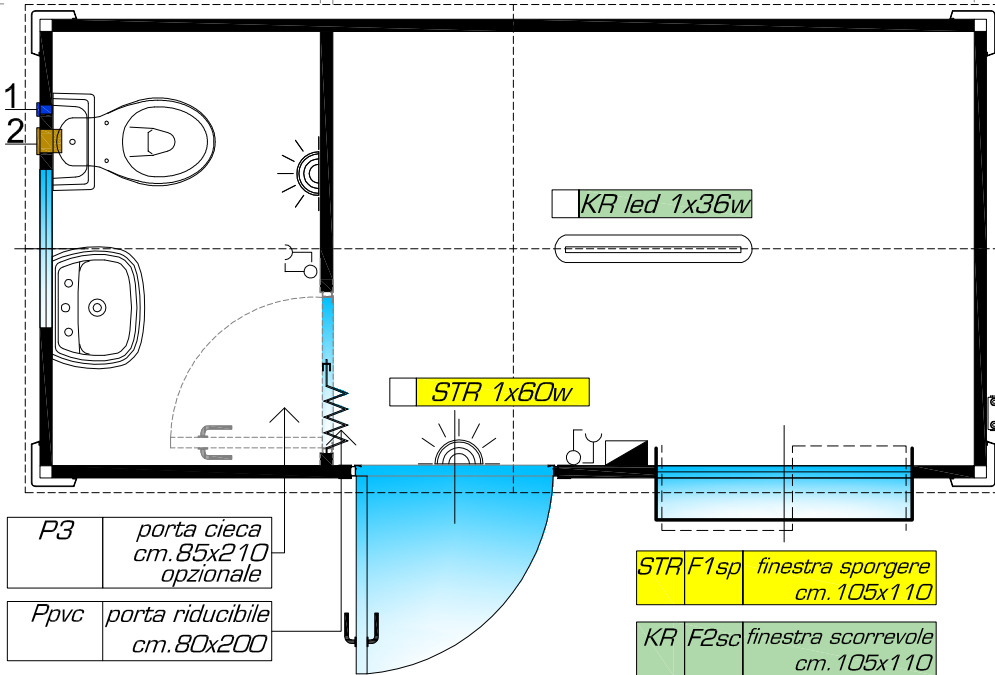 1
2
KR led 1x36w
STR 1x60w
P3
porta cieca
cm.85x210
opzionale
Ppvc
porta riducibile
cm.80x200
STR F1sp finestra sporgere
cm.105x110
KR F2sc finestra scorrevole
cm.105x110